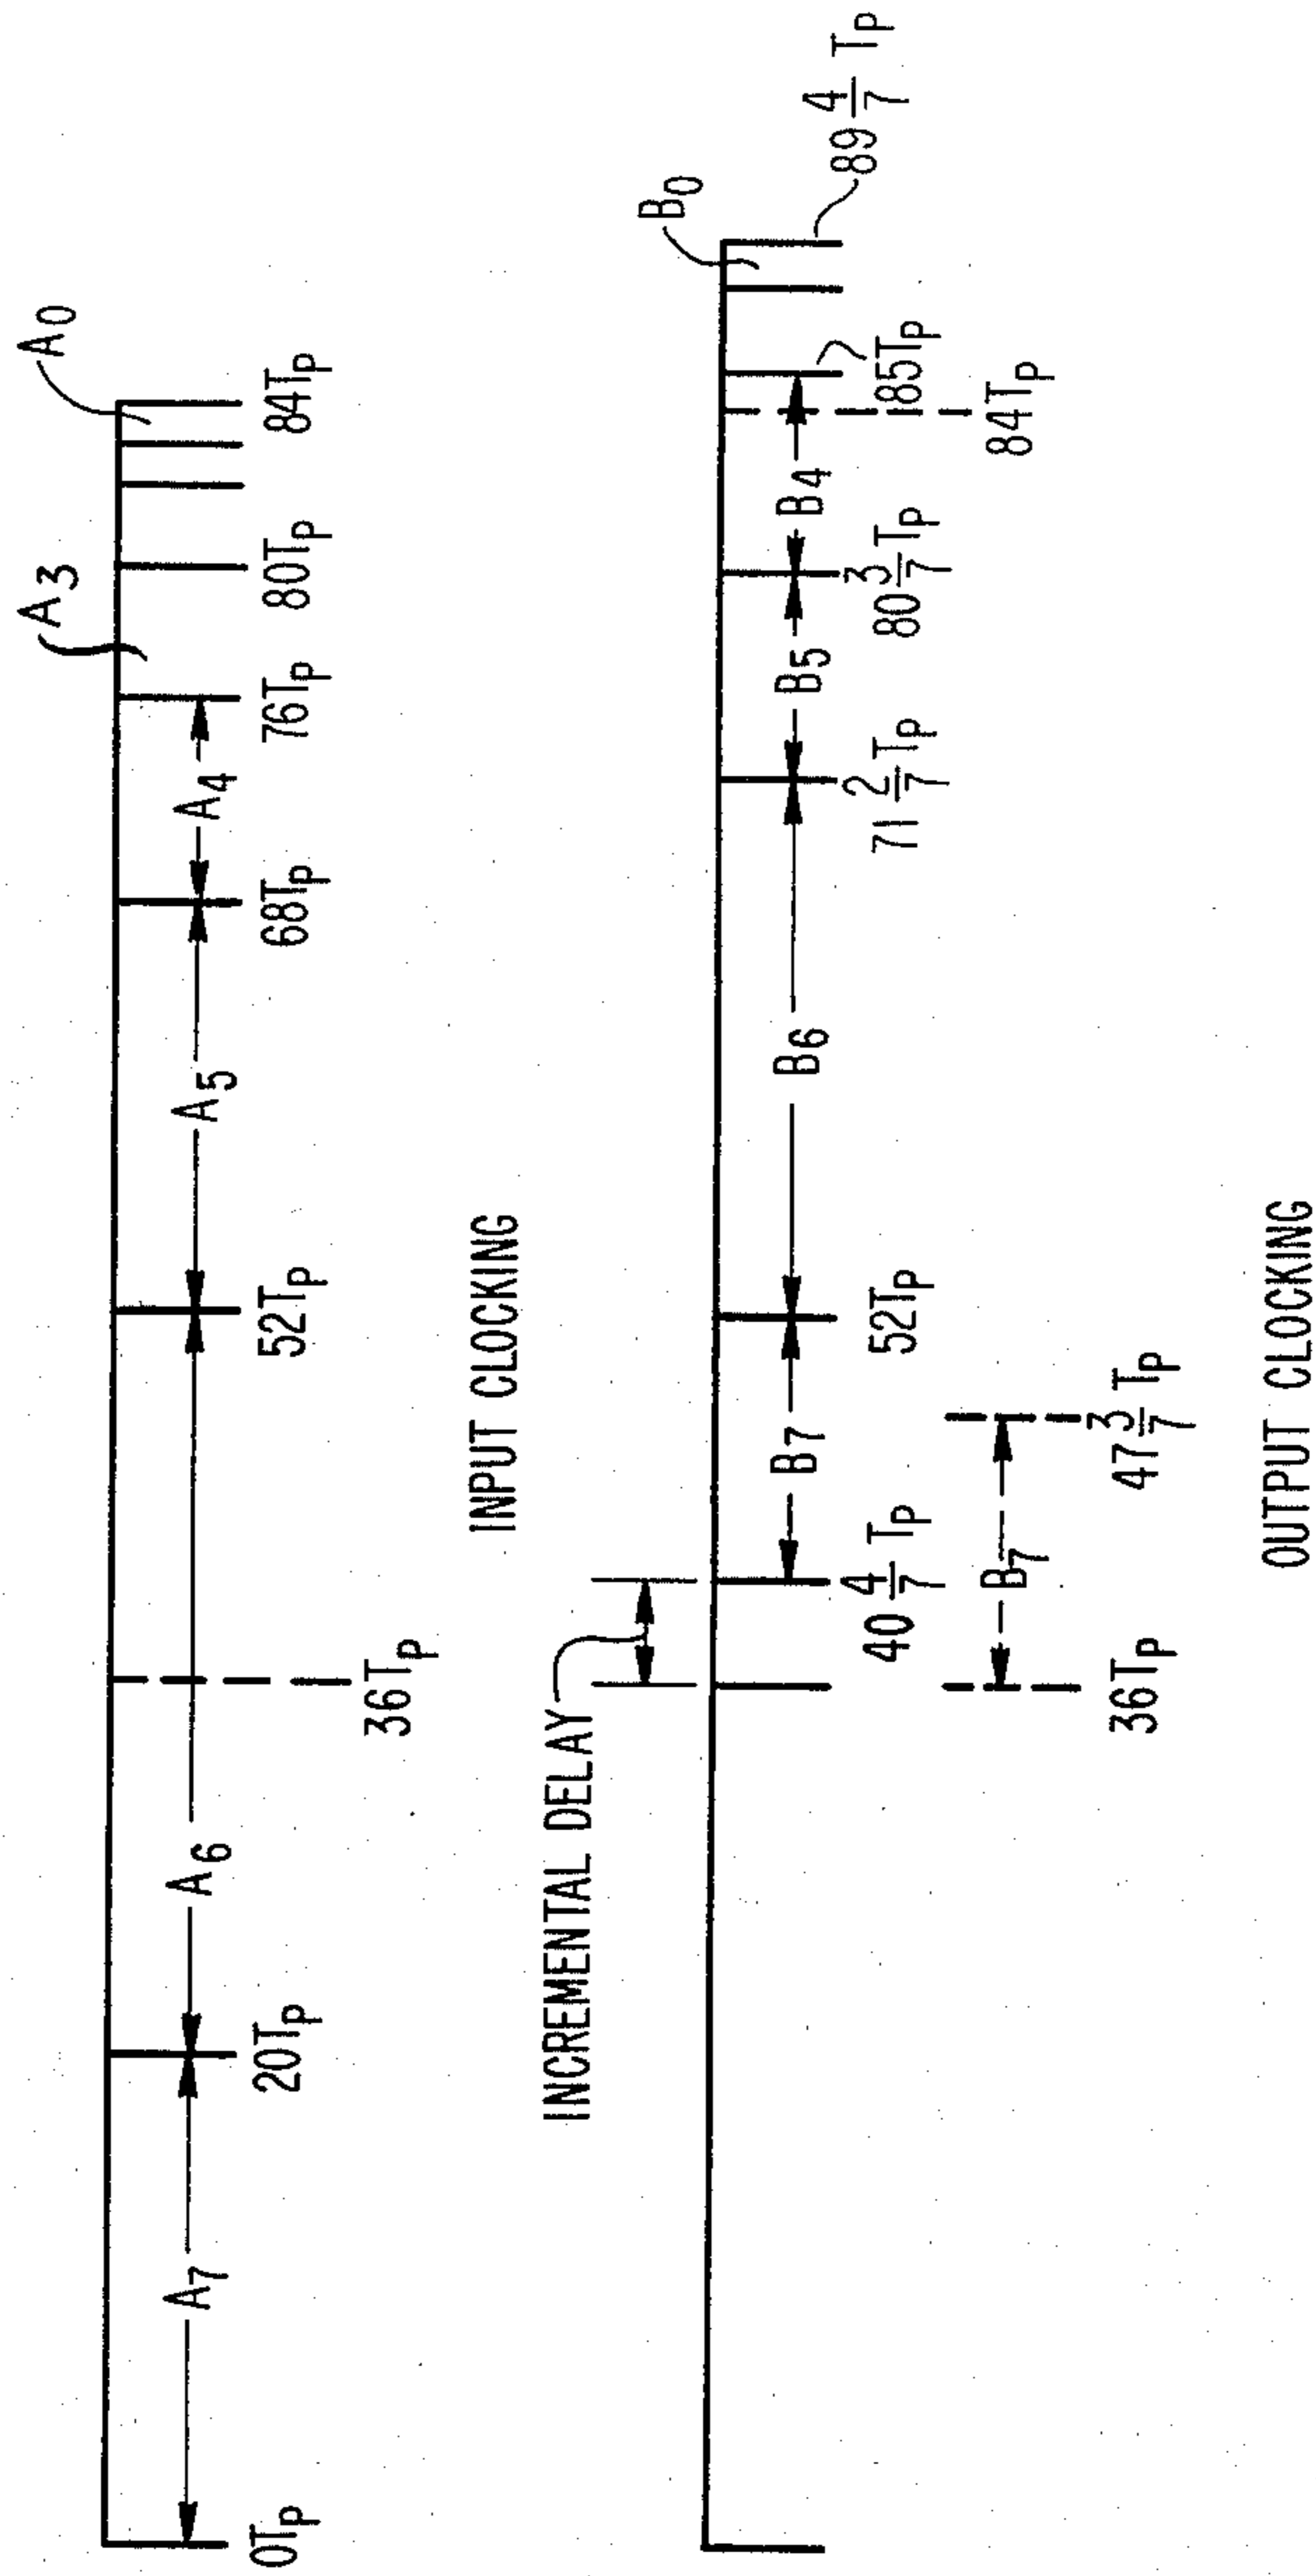 A₀
A₃
A₇
A₆
A₅
A₄
0Tₚ
20Tₚ
36Tₚ
52Tₚ
68Tₚ
76Tₚ
80Tₚ
84Tₚ
INPUT CLOCKING
INCREMENTAL DELAY
B₀
B₇
B₆
B₅
B₄
40 4/7 Tₚ
52Tₚ
71 2/7 Tₚ
80 3/7 Tₚ
85Tₚ
89 4/7 Tₚ
84Tₚ
B₇
36Tₚ
47 3/7 Tₚ
OUTPUT CLOCKING